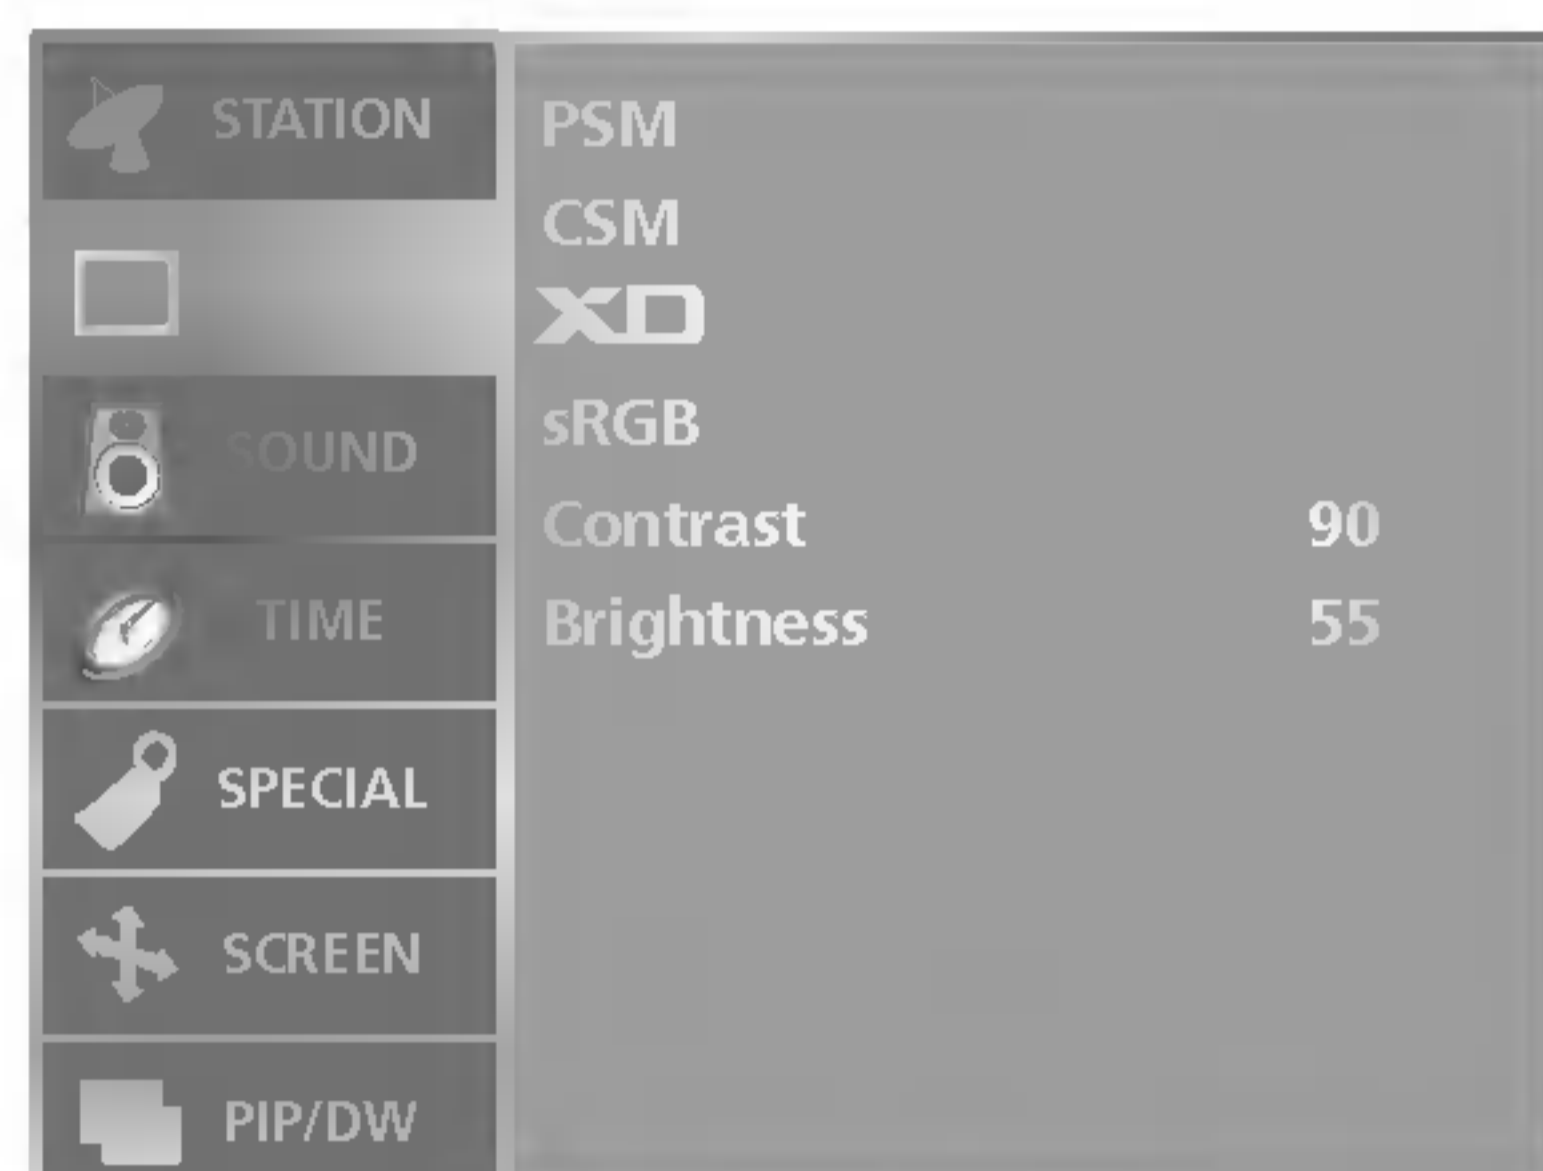 STATION
SOUND
TIME
SPECIAL
SCREEN
PIP/DW
PSM
CSM
XD
sRGB
Contrast 90
Brightness 55